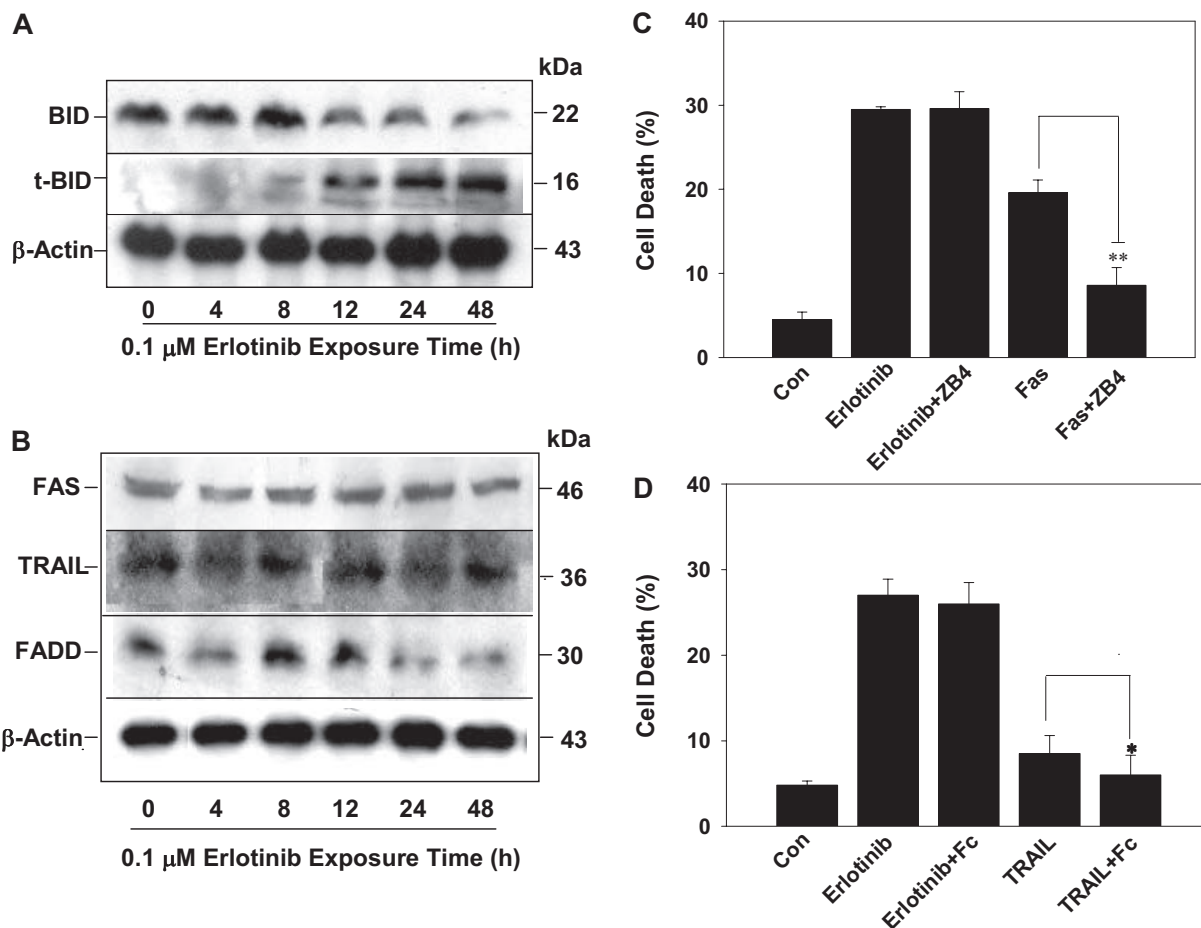 A
kDa
BID
22
t-BID
16
β-Actin
43
0 4 8 12 24 48
0.1 μM Erlotinib Exposure Time (h)
B
kDa
FAS
46
TRAIL
36
FADD
30
β-Actin
43
0 4 8 12 24 48
0.1 μM Erlotinib Exposure Time (h)
C
Cell Death (%)
40
30
20
10
0
**
Con
Erlotinib
Erlotinib+ZB4
Fas
Fas+ZB4
D
Cell Death (%)
40
30
20
10
0
*
Con
Erlotinib
Erlotinib+Fc
TRAIL
TRAIL+Fc